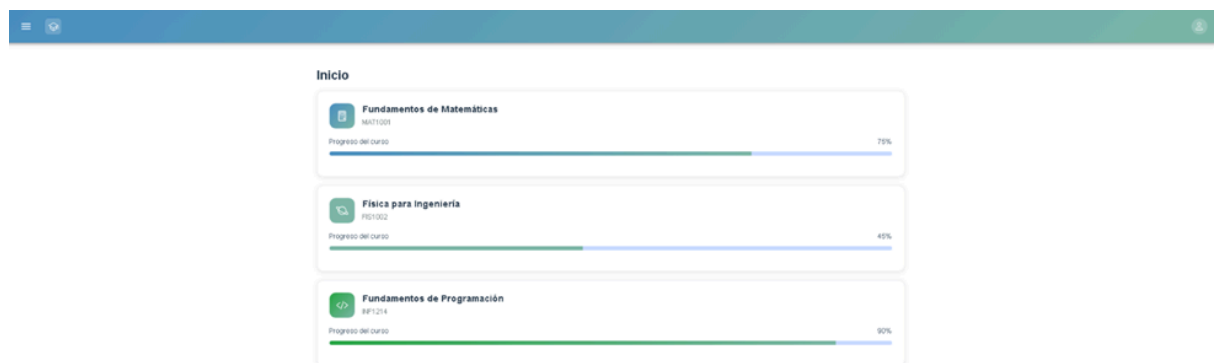 Inicio
Fundamentos de Matemáticas
MAT1001
Progreso del curso 75%
Física para Ingeniería
FIS1002
Progreso del curso 45%
Fundamentos de Programación
INF1214
Progreso del curso 90%